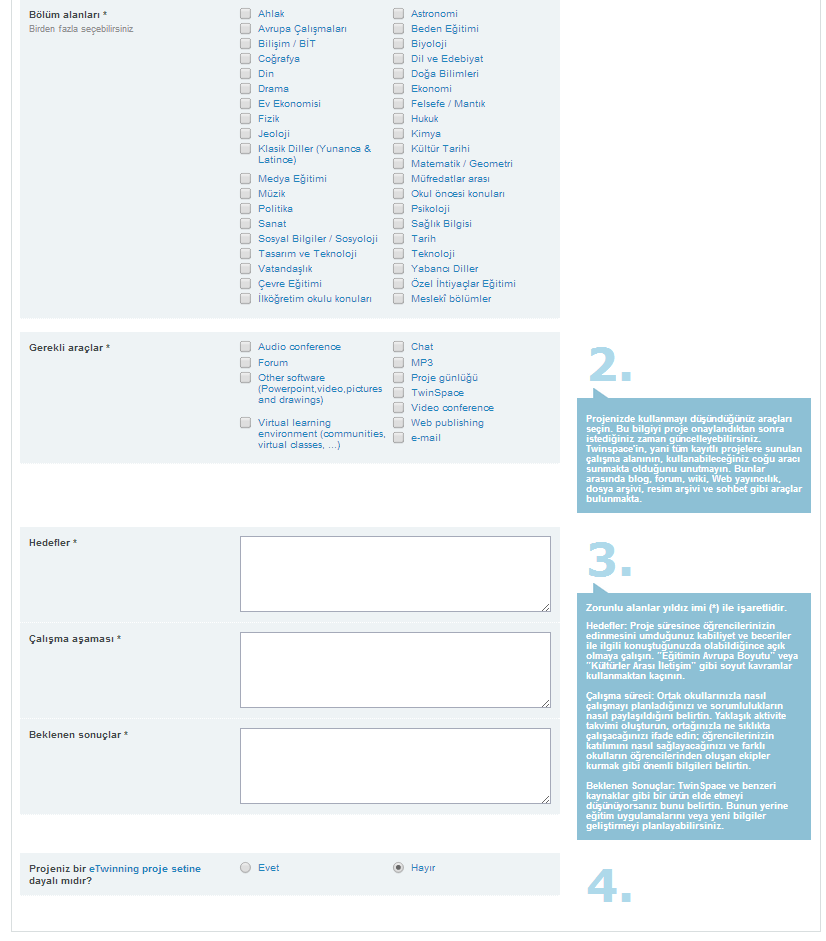 Bölüm alanları *
Birden fazla seçebilirsiniz
Ahlak
Astronomi
Avrupa Çalışmaları
Beden Eğitimi
Bilişim / BİT
Biyoloji
Coğrafya
Dil ve Edebiyat
Din
Doğa Bilimleri
Drama
Ekonomi
Ev Ekonomisi
Felsefe / Mantık
Fizik
Hukuk
Jeoloji
Kimya
Klasik Diller (Yunanca &
Latince)
Kültür Tarihi
Matematik / Geometri
Medya Eğitimi
Müfredatlar arası
Müzik
Okul öncesi konuları
Politika
Psikoloji
Sanat
Sağlık Bilgisi
Sosyal Bilgiler / Sosyoloji
Tarih
Tasarım ve Teknoloji
Teknoloji
Vatandaşlık
Yabancı Diller
Çevre Eğitimi
Özel İhtiyaçlar Eğitimi
İlköğretim okulu konuları
Meslekî bölümler
Gerekli araçlar *
Audio conference
Chat
Forum
MP3
Other software
(Powerpoint,video,pictures
and drawings)
Proje günlüğü
TwinSpace
Video conference
Virtual learning
environment (communities,
virtual classes, ...)
Web publishing
e-mail
2.
Projenizde kullanmayı düşündüğünüz araçları
seçin. Bu bilgiyi proje onaylandıktan sonra
istediğiniz zaman güncelleyebilirsiniz.
Twinspace'in, yani tüm kayıtlı projelere sunulan
çalışma alanının, kullanabileceğiniz çoğu aracı
sunmakta olduğunu unutmayın. Bunlar
arasında blog, forum, wiki, Web yayıncılık,
dosya arşivi, resim arşivi ve sohbet gibi araçlar
bulunmakta.
Hedefler *
Çalışma aşaması *
Beklenen sonuçlar *
3.
Zorunlu alanlar yıldız imi (*) ile işaretlidir.
Hedefler: Proje süresince öğrencilerinizin
edinmesini umduğunuz kabiliyet ve beceriler
ile ilgili konuştuğunuzda olabildiğince açık
olmaya çalışın. "Eğitimin Avrupa Boyutu" veya
"Kültürler Arası İletişim" gibi soyut kavramlar
kullanmaktan kaçının.
Çalışma süreci: Ortak okullarınızla nasıl
çalışmayı planladığınızı ve sorumlulukların
nasıl paylaşıldığını belirtin. Yaklaşık aktivite
takvimi oluşturun, ortağınızla ne sıklıkta
çalışacağınızı ifade edin; öğrencilerinizin
katılımını nasıl sağlayacağınızı ve farklı
okulların öğrencilerinden oluşan ekipler
kurmak gibi önemli bilgileri belirtin.
Beklenen Sonuçlar: TwinSpace ve benzeri
kaynaklar gibi bir ürün elde etmeyi
düşünüyorsanız bunu belirtin. Bunun yerine
eğitim uygulamalarını veya yeni bilgiler
geliştirmeyi planlayabilirsiniz.
Projeniz bir eTwinning proje setine
dayalı mıdır?
Evet
Hayır
4.